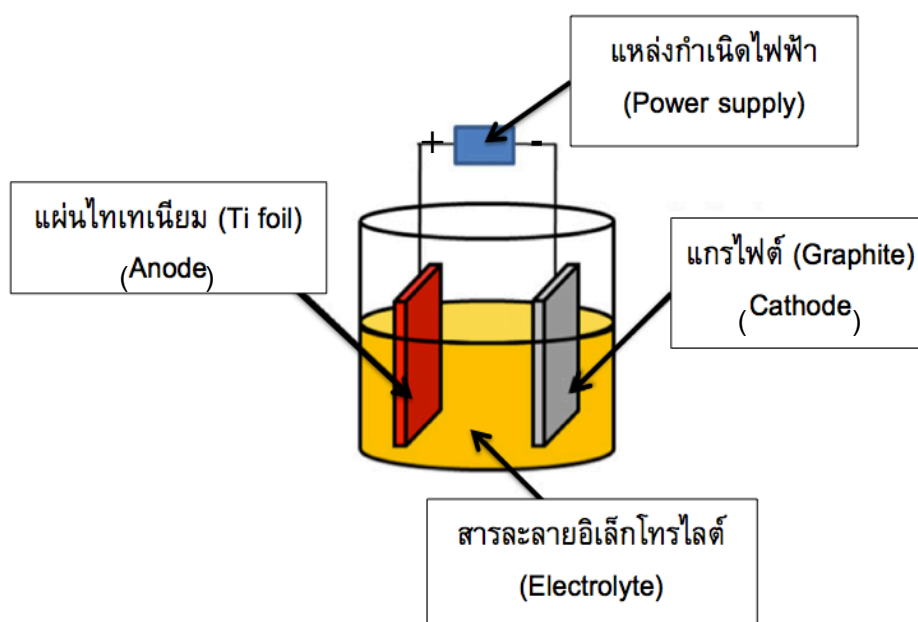 แหล่งกำเนิดไฟฟ้า
(Power supply)
+
-
แผ่นไทเทเนียม (Ti foil)
(Anode)
แกรไฟต์ (Graphite)
(Cathode)
สารละลายอิเล็กโทรไลต์
(Electrolyte)